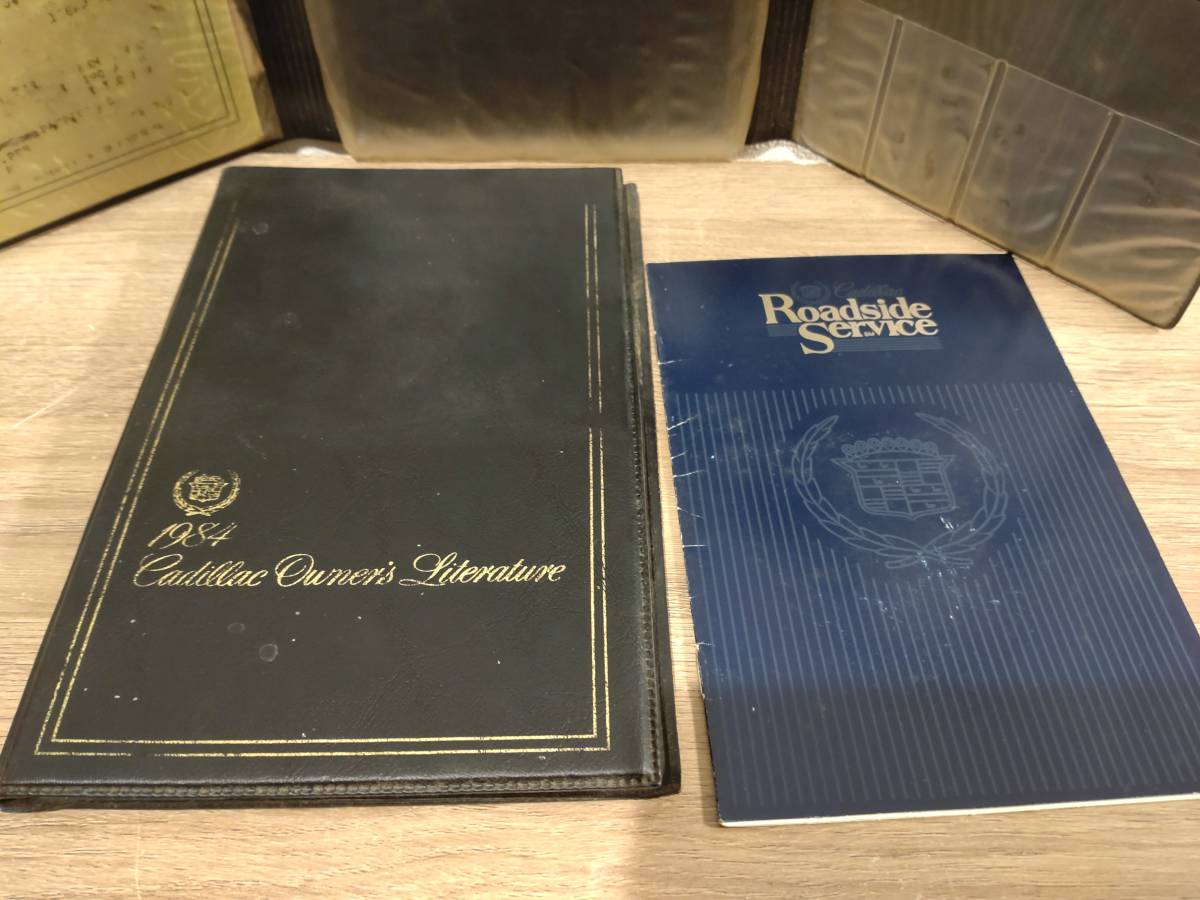 1984
Cadillac Owner's Literature
Cadillac
Roadside
Service